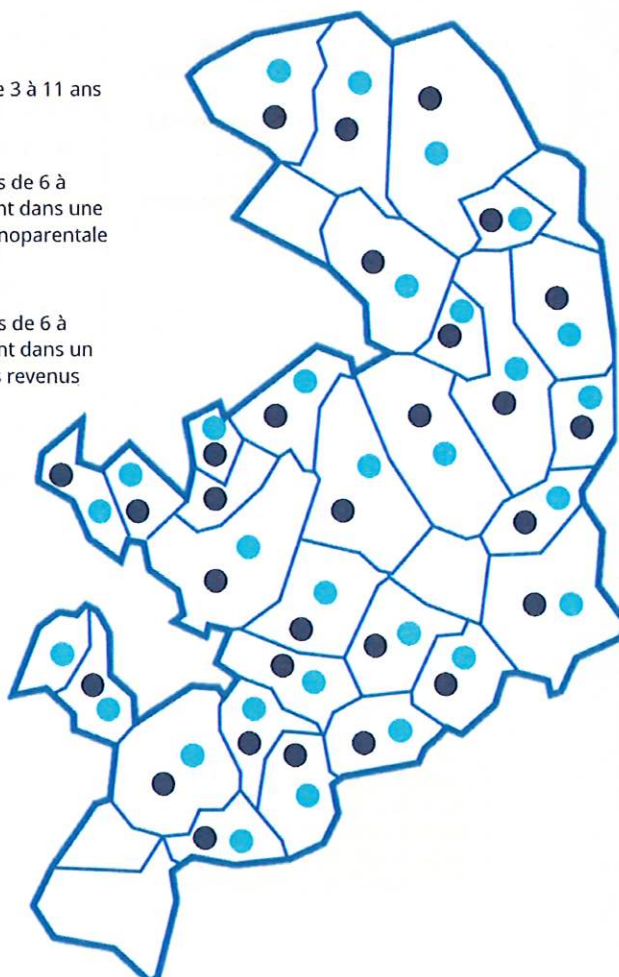 e 3 à 11 ans
s de 6 à
nt dans une
noparentale
s de 6 à
nt dans un
s revenus